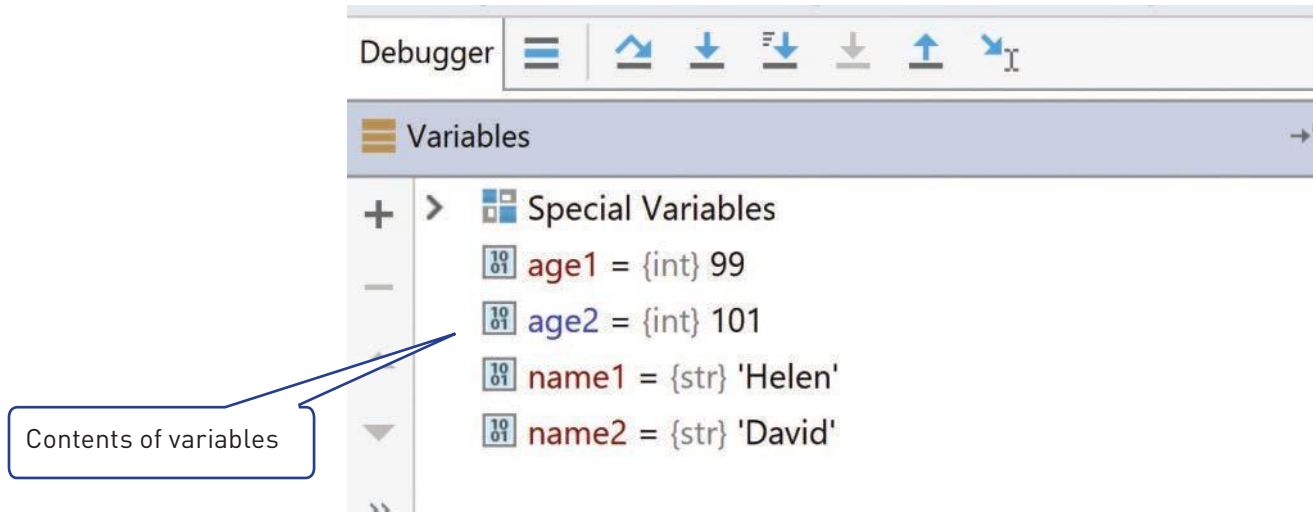 Debugger
Variables
Special Variables
age1 = {int} 99
age2 = {int} 101
name1 = {str} 'Helen'
name2 = {str} 'David'
Contents of variables